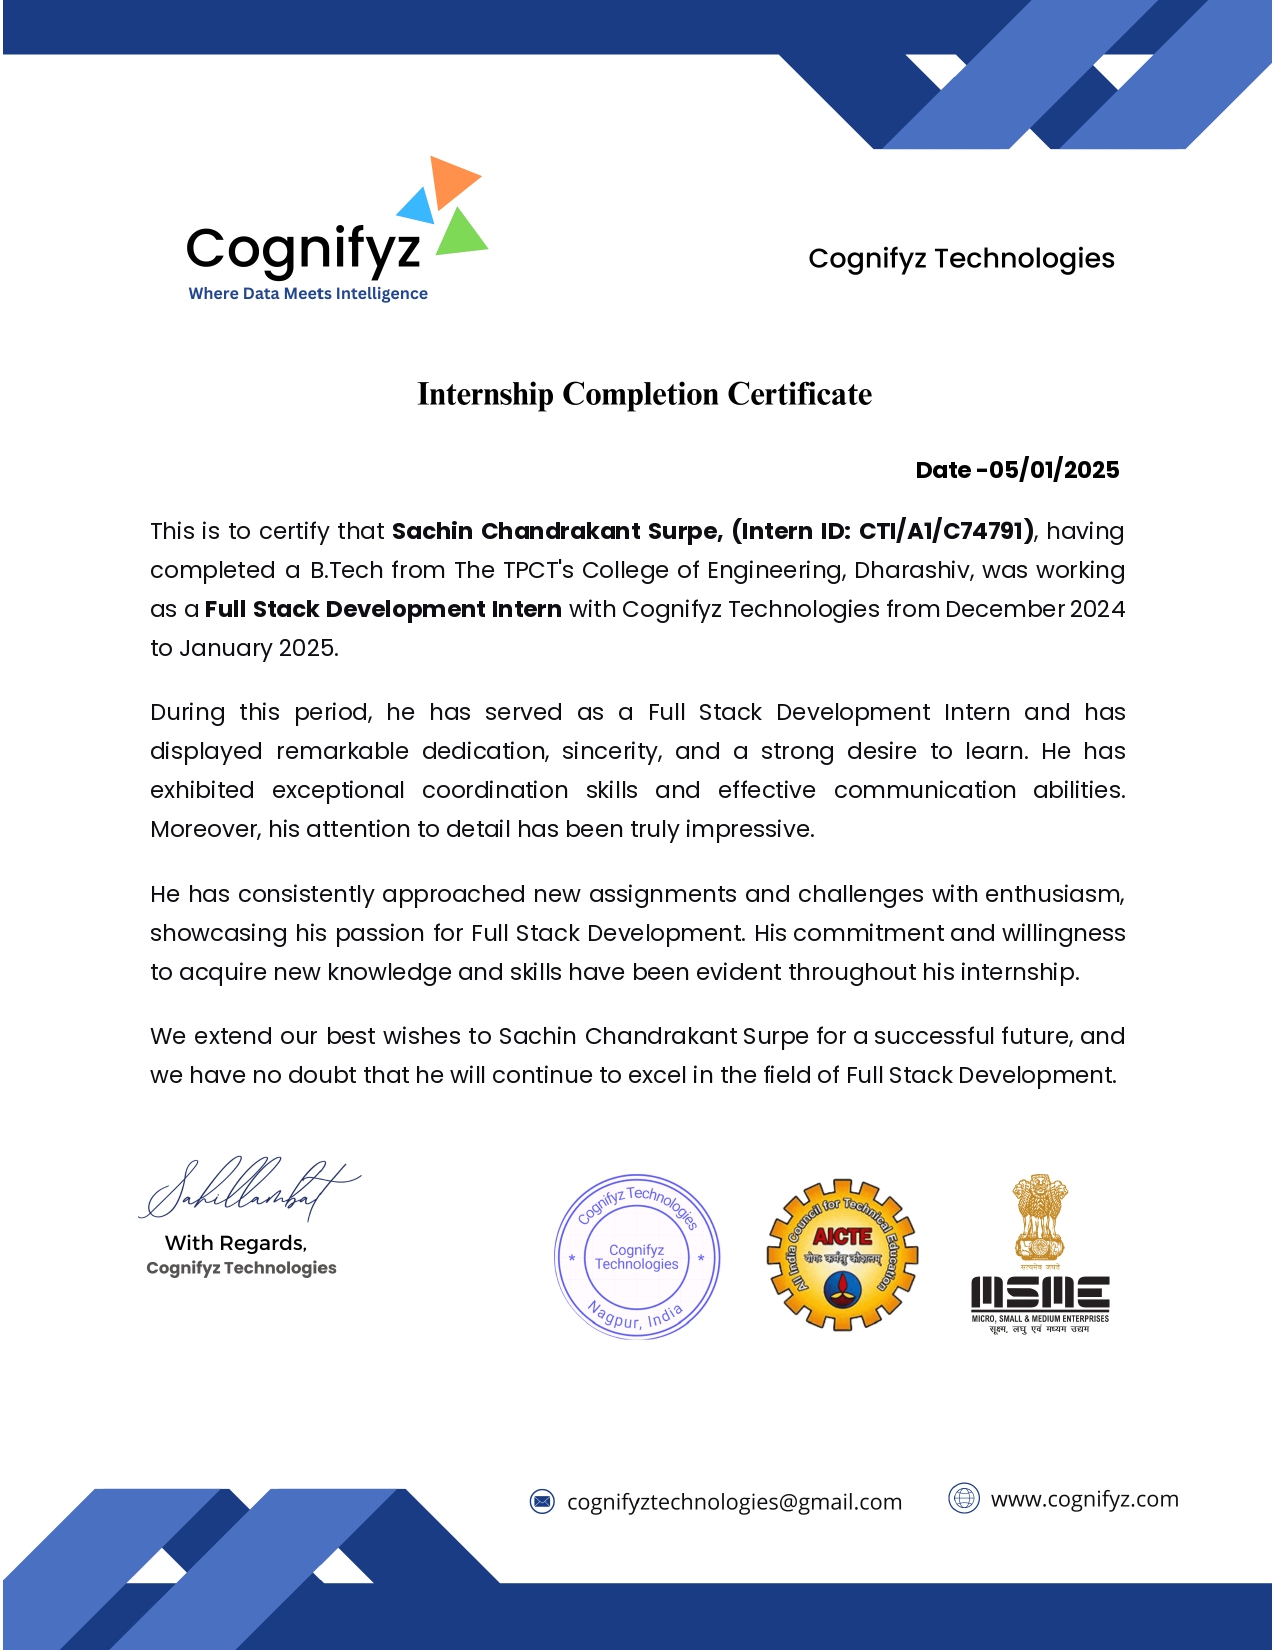 Cognifyz
Where Data Meets Intelligence
Cognifyz Technologies
Internship Completion Certificate
Date -05/01/2025
This is to certify that Sachin Chandrakant Surpe, (Intern ID: CTI/A1/C74791), having
completed a B.Tech from The TPCT's College of Engineering, Dharashiv, was working
as a Full Stack Development Intern with Cognifyz Technologies from December 2024
to January 2025.
During this period, he has served as a Full Stack Development Intern and has
displayed remarkable dedication, sincerity, and a strong desire to learn. He has
exhibited exceptional coordination skills and effective communication abilities.
Moreover, his attention to detail has been truly impressive.
He has consistently approached new assignments and challenges with enthusiasm,
showcasing his passion for Full Stack Development. His commitment and willingness
to acquire new knowledge and skills have been evident throughout his internship.
We extend our best wishes to Sachin Chandrakant Surpe for a successful future, and
we have no doubt that he will continue to excel in the field of Full Stack Development.
Sahillambat
With Regards,
Cognifyz Technologies
Cognifyz Technologies
* Cognifyz *
Technologies
Nagpur, India
All India Council for Technical Education
AICTE
योगः कर्मसु कौशलम्
सत्यमेव जयते
MSME
MICRO, SMALL & MEDIUM ENTERPRISES
सूक्ष्म, लघु एवं मध्यम उद्यम
cognifyztechnologies@gmail.com
www.cognifyz.com